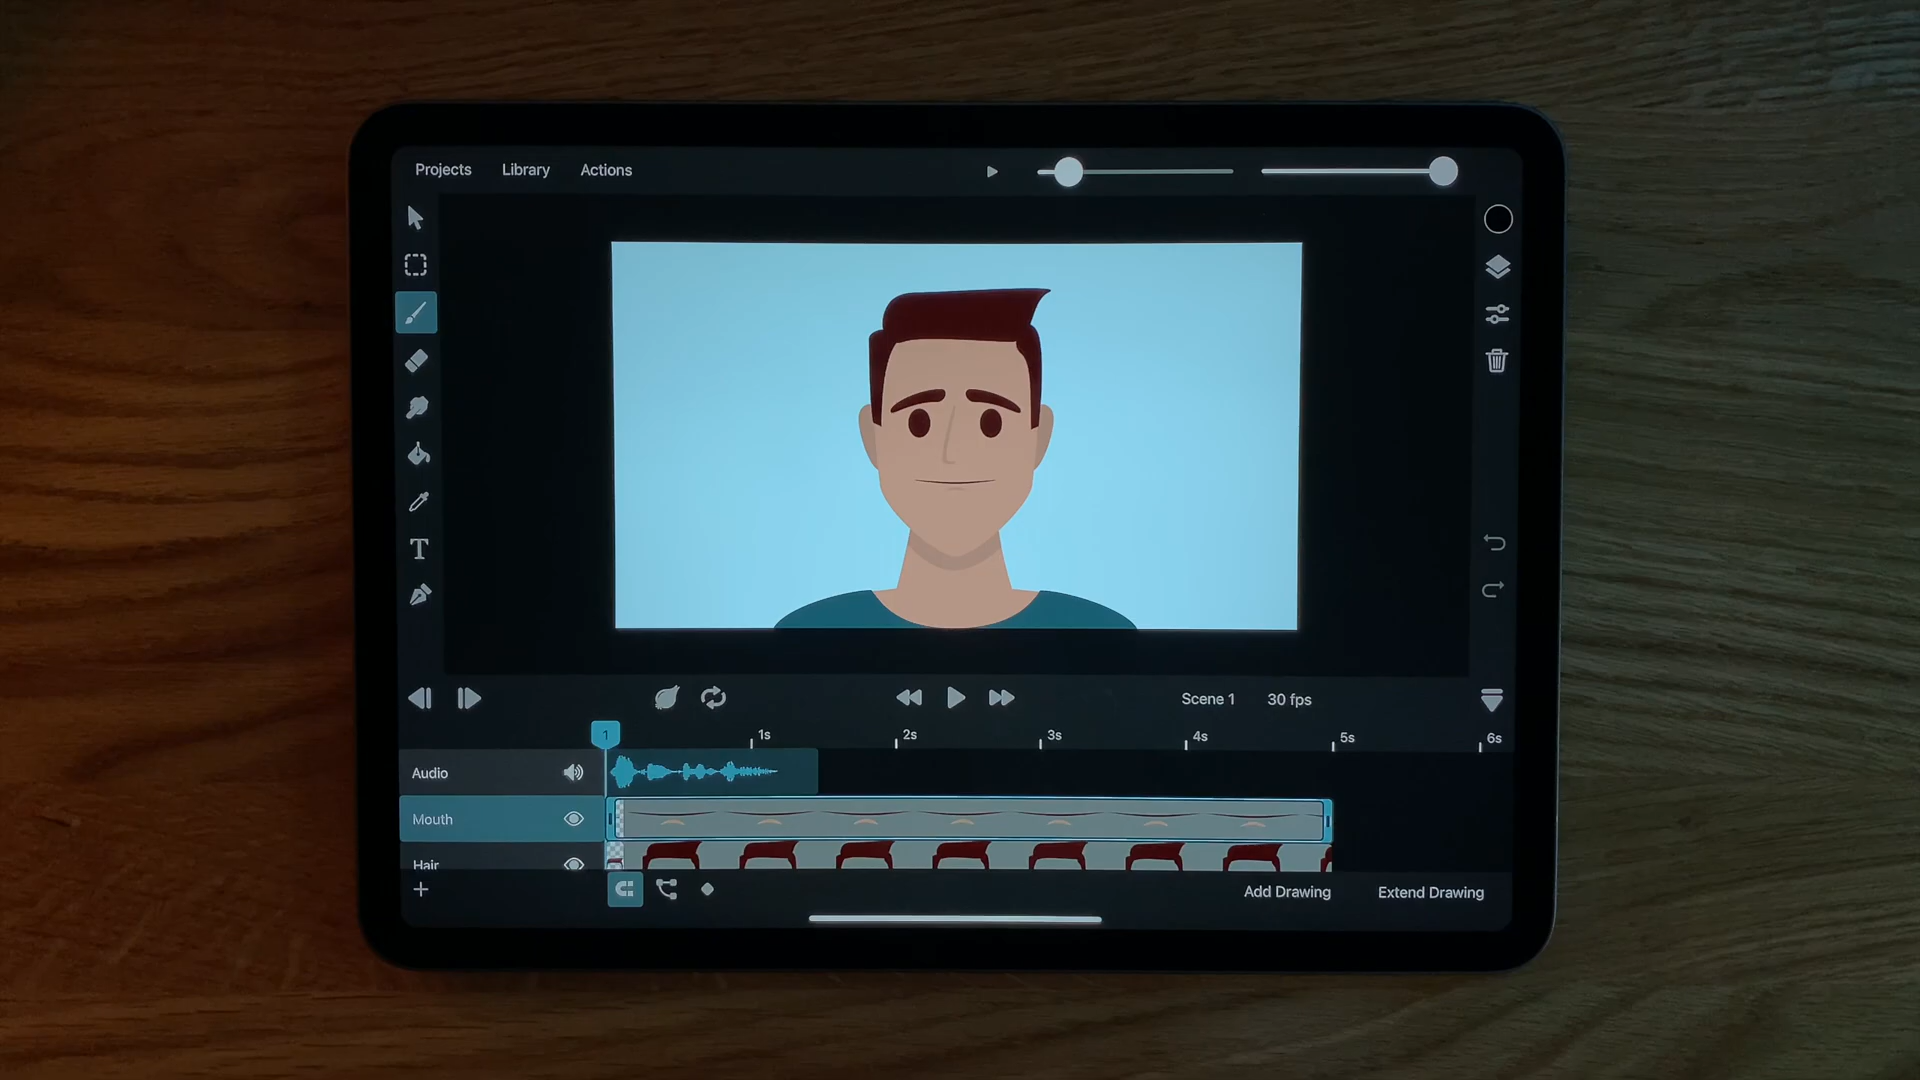 Projects Library Actions
T
Scene 1 30 fps
1 1s 2s 3s 4s 5s 6s
Audio
Mouth
Hair
Add Drawing Extend Drawing